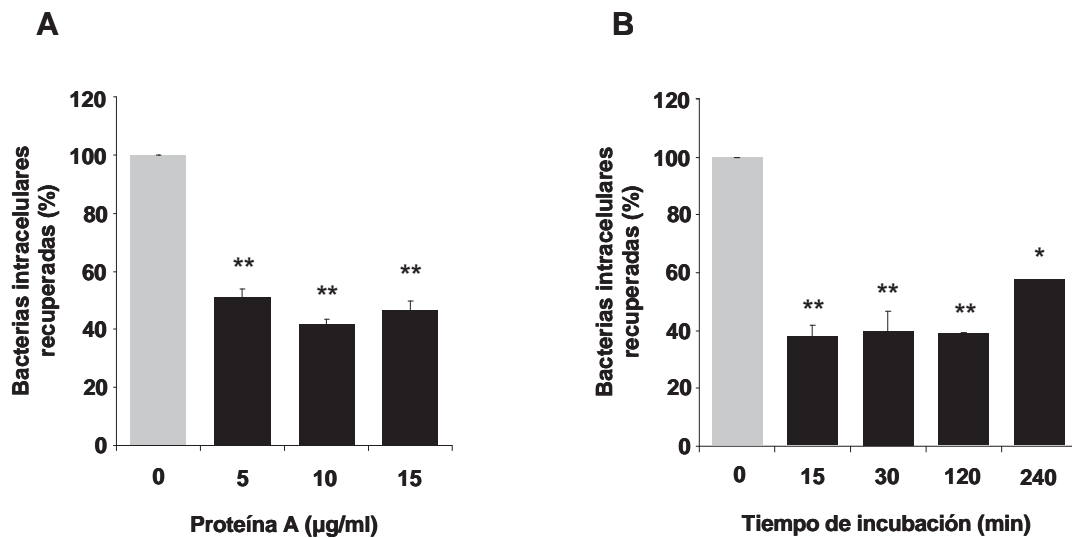 A
Bacterias intracelulares
recuperadas (%)
120
100
80
60
40
20
0
**
**
**
0 5 10 15
Proteína A (µg/ml)
B
Bacterias intracelulares
recuperadas (%)
120
100
80
60
40
20
0
**
**
**
*
0 15 30 120 240
Tiempo de incubación (min)